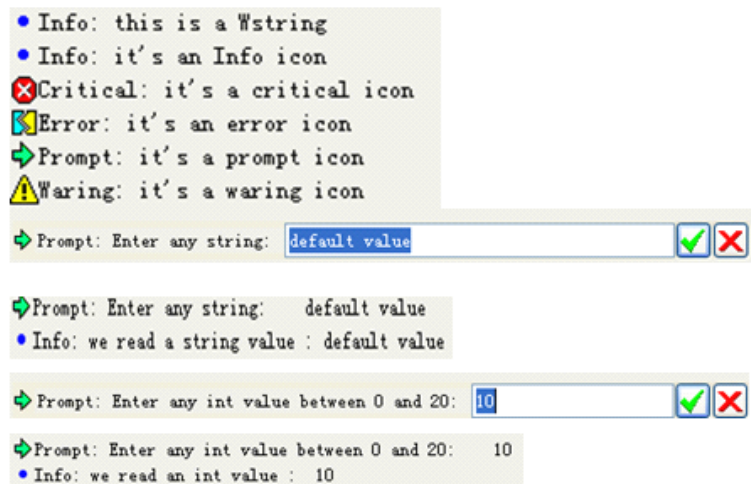 Info: this is a Wstring
Info: it's an Info icon
Critical: it's a critical icon
Error: it's an error icon
Prompt: it's a prompt icon
Waring: it's a waring icon
Prompt: Enter any string: default value
Prompt: Enter any string: default value
Info: we read a string value : default value
Prompt: Enter any int value between 0 and 20: 10
Prompt: Enter any int value between 0 and 20: 10
Info: we read an int value : 10